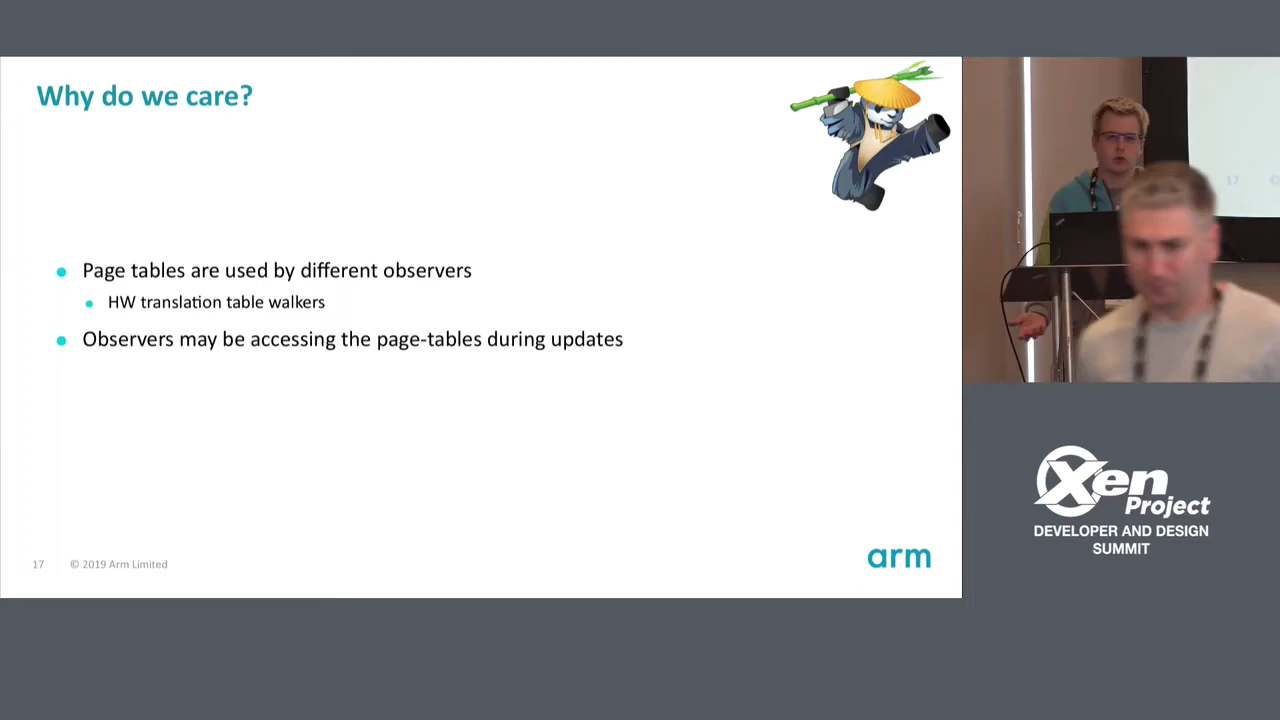 Why do we care?
Page tables are used by different observers
HW translation table walkers
Observers may be accessing the page-tables during updates
17 © 2019 Arm Limited
arm
17 ©
Xen
Project
DEVELOPER AND DESIGN
SUMMIT